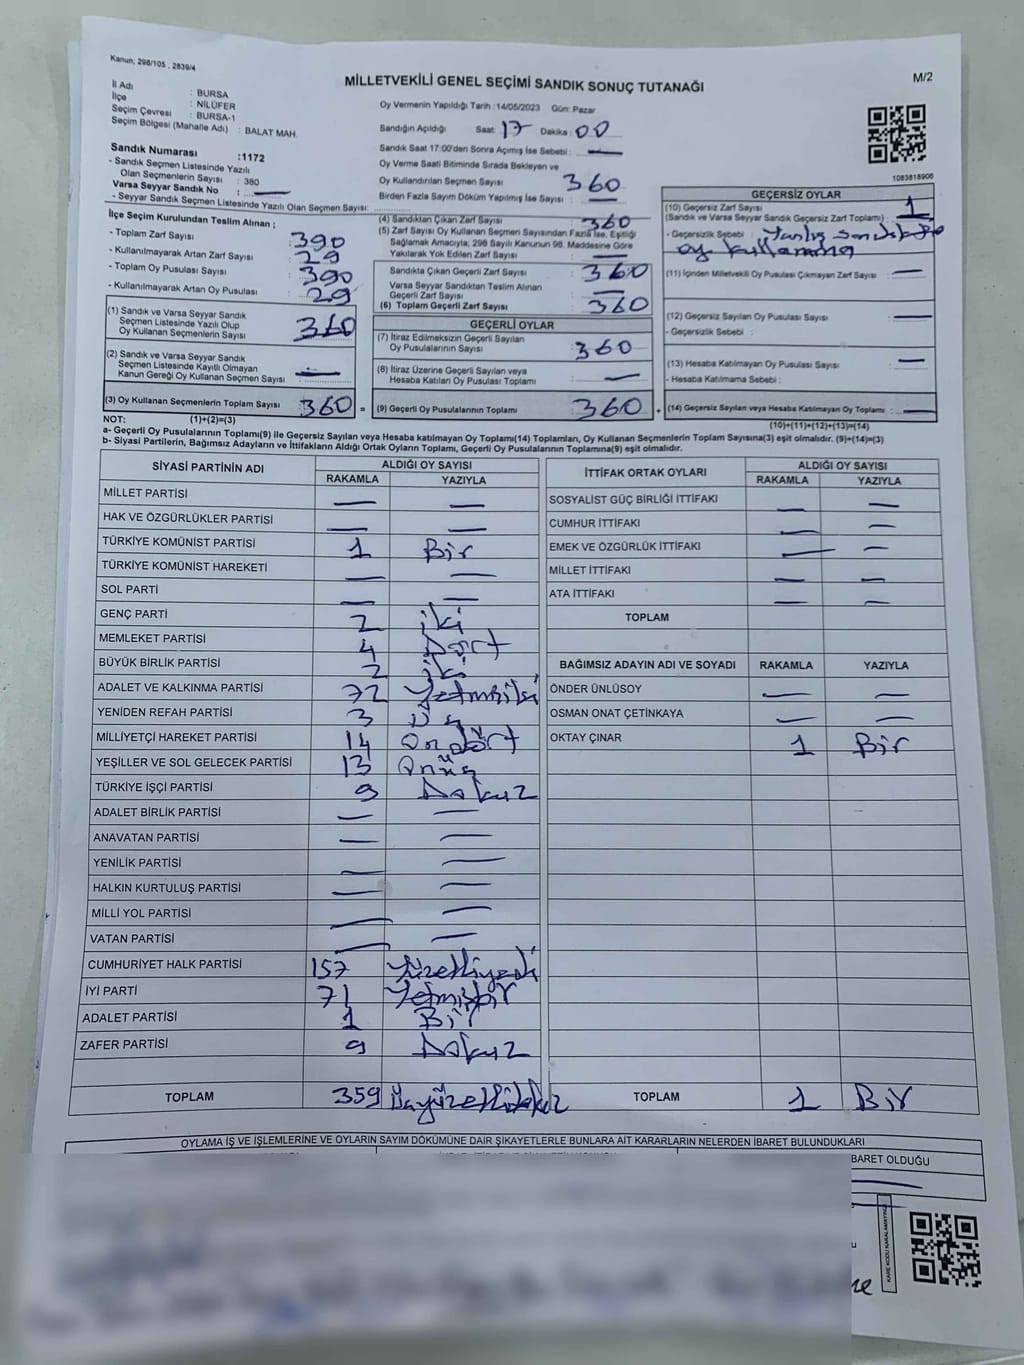 Kanun: 298/105 . 2839/4
MİLLETVEKİLİ GENEL SEÇİMİ SANDIK SONUÇ TUTANAĞI
M/2
İl Adı : BURSA
İlçe : NİLÜFER
Seçim Çevresi : BURSA-1
Seçim Bölgesi (Mahalle Adı) : BALAT MAH.
Sandık Numarası :1172
- Sandık Seçmen Listesinde Yazılı
Olan Seçmenlerin Sayısı : 380
Varsa Seyyar Sandık No : —
- Seyyar Sandık Seçmen Listesinde Yazılı Olan Seçmen Sayısı:
Oy Vermenin Yapıldığı Tarih :14/05/2023 Gün: Pazar
Sandığın Açıldığı Saat: 17 Dakika: 00
Sandık Saat 17:00'den Sonra Açılmış İse Sebebi : —
Oy Verme Saati Bitiminde Sırada Bekleyen ve
Oy Kullandırılan Seçmen Sayısı 360
Birden Fazla Sayım Döküm Yapılmış İse Sayısı : —
1083818906
İlçe Seçim Kurulundan Teslim Alınan ;
- Toplam Zarf Sayısı : 390
- Kullanılmayarak Artan Zarf Sayısı : 29
- Toplam Oy Pusulası Sayısı : 390
- Kullanılmayarak Artan Oy Pusulası : 29
(1) Sandık ve Varsa Seyyar Sandık
Seçmen Listesinde Yazılı Olup
Oy Kullanan Seçmenlerin Sayısı : 360
(2) Sandık ve Varsa Seyyar Sandık
Seçmen Listesinde Kayıtlı Olmayan
Kanun Gereği Oy Kullanan Seçmen Sayısı : —
(3) Oy Kullanan Seçmenlerin Toplam Sayısı : 360
(4) Sandıktan Çıkan Zarf Sayısı : 360
(5) Zarf Sayısı Oy Kullanan Seçmen Sayısından Fazla İse, Eşitliği
Sağlamak Amacıyla, 298 Sayılı Kanunun 98. Maddesine Göre
Yakılarak Yok Edilen Zarf Sayısı : —
Sandıkta Çıkan Geçerli Zarf Sayısı : 360
Varsa Seyyar Sandıktan Teslim Alınan
Geçerli Zarf Sayısı : —
(6) Toplam Geçerli Zarf Sayısı : 360
GEÇERLİ OYLAR
(7) İtiraz Edilmeksizin Geçerli Sayılan
Oy Pusulalarının Sayısı : 360
(8) İtiraz Üzerine Geçerli Sayılan veya
Hesaba Katılan Oy Pusulası Toplamı : —
= (9) Geçerli Oy Pusulalarının Toplamı : 360
GEÇERSİZ OYLAR
(10) Geçersiz Zarf Sayısı
(Sandık ve Varsa Seyyar Sandık Geçersiz Zarf Toplamı) : 1
- Geçersizlik Sebebi : Yanlış sandıkta
oy kullanma
(11) İçinden Milletvekili Oy Pusulası Çıkmayan Zarf Sayısı : —
(12) Geçersiz Sayılan Oy Pusulası Sayısı : —
- Geçersizlik Sebebi :
(13) Hesaba Katılmayan Oy Pusulası Sayısı : —
- Hesaba Katılmama Sebebi :
+ (14) Geçersiz Sayılan veya Hesaba Katılmayan Oy Toplamı : —
NOT: (1)+(2)=(3)
(10)+(11)+(12)+(13)=(14)
a- Geçerli Oy Pusulalarının Toplamı(9) ile Geçersiz Sayılan veya Hesaba katılmayan Oy Toplamı(14) Toplamları, Oy Kullanan Seçmenlerin Toplam Sayısına(3) eşit olmalıdır. (9)+(14)=(3)
b- Siyasi Partilerin, Bağımsız Adayların ve İttifakların Aldığı Ortak Oyların Toplamı, Geçerli Oy Pusulalarının Toplamına(9) eşit olmalıdır.
SİYASİ PARTİNİN ADI ALDIĞI OY SAYISI
RAKAMLA YAZIYLA
MİLLET PARTİSİ — —
HAK VE ÖZGÜRLÜKLER PARTİSİ — —
TÜRKİYE KOMÜNİST PARTİSİ 1 Bir
TÜRKİYE KOMÜNİST HAREKETİ — —
SOL PARTİ — —
GENÇ PARTİ 2 iki
MEMLEKET PARTİSİ 4 Dört
BÜYÜK BİRLİK PARTİSİ 2 iki
ADALET VE KALKINMA PARTİSİ 72 Yetmişiki
YENİDEN REFAH PARTİSİ 3 Üç
MİLLİYETÇİ HAREKET PARTİSİ 14 Ondört
YEŞİLLER VE SOL GELECEK PARTİSİ 13 Onüç
TÜRKİYE İŞÇİ PARTİSİ 9 Dokuz
ADALET BİRLİK PARTİSİ — —
ANAVATAN PARTİSİ — —
YENİLİK PARTİSİ — —
HALKIN KURTULUŞ PARTİSİ — —
MİLLİ YOL PARTİSİ — —
VATAN PARTİSİ — —
CUMHURİYET HALK PARTİSİ 157 Yüzelliyedi
İYİ PARTİ 71 Yetmişbir
ADALET PARTİSİ 1 Bir
ZAFER PARTİSİ 9 Dokuz
TOPLAM 359 Üçyüzellidokuz
İTTİFAK ORTAK OYLARI ALDIĞI OY SAYISI
RAKAMLA YAZIYLA
SOSYALİST GÜÇ BİRLİĞİ İTTİFAKI — —
CUMHUR İTTİFAKI — —
EMEK VE ÖZGÜRLÜK İTTİFAKI — —
MİLLET İTTİFAKI — —
ATA İTTİFAKI — —
TOPLAM
BAĞIMSIZ ADAYIN ADI VE SOYADI RAKAMLA YAZIYLA
ÖNDER ÜNLÜSOY — —
OSMAN ONAT ÇETİNKAYA — —
OKTAY ÇINAR 1 Bir
TOPLAM 1 Bir
OYLAMA İŞ VE İŞLEMLERİNE VE OYLARIN SAYIM DÖKÜMÜNE DAİR ŞİKAYETLERLE BUNLARA AİT KARARLARIN NELERDEN İBARET BULUNDUKLARI
BARET OLDUĞU
KARE KODU KARALAMAYINIZ